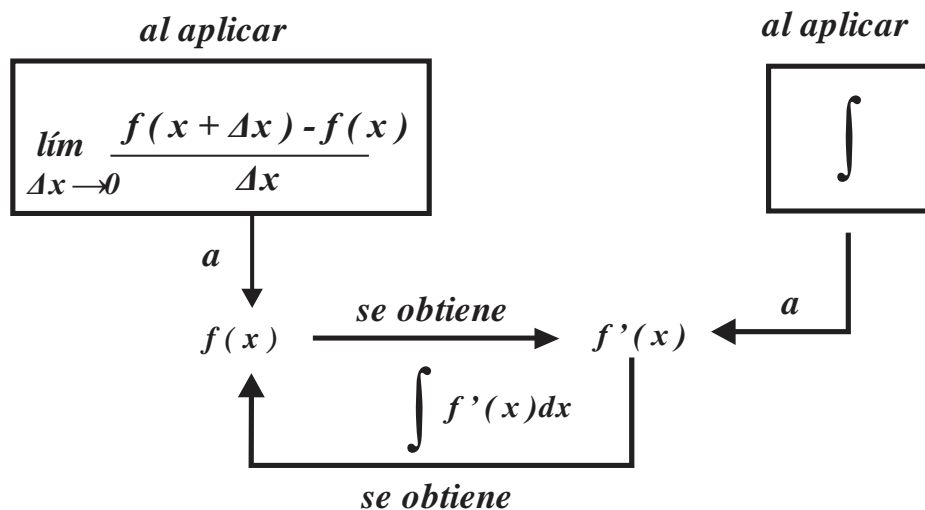 al aplicar
al aplicar
lím f ( x + Δx ) - f ( x )
Δx→0 Δx
∫
a
a
f ( x )
se obtiene
f ’ ( x )
∫ f ’ ( x ) dx
se obtiene